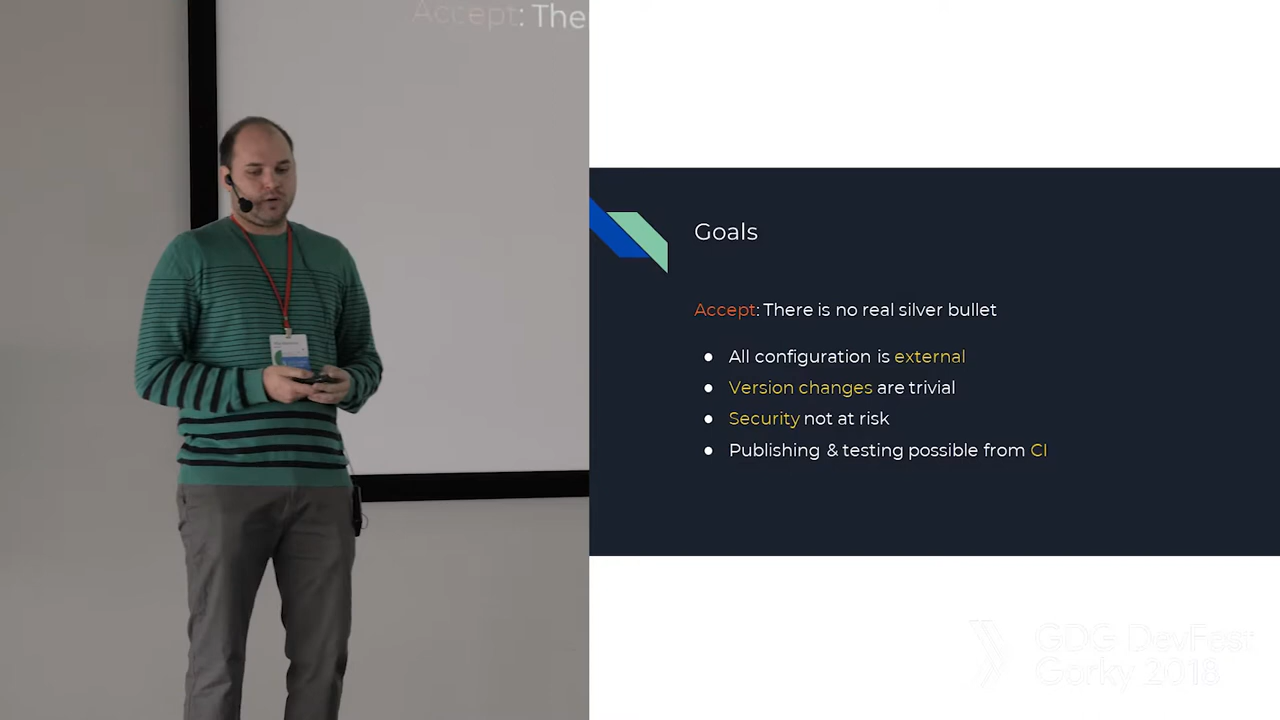 Accept: The
Goals
Accept: There is no real silver bullet
● All configuration is external
● Version changes are trivial
● Security not at risk
● Publishing & testing possible from CI
GDG DevFest
Gorky 2018